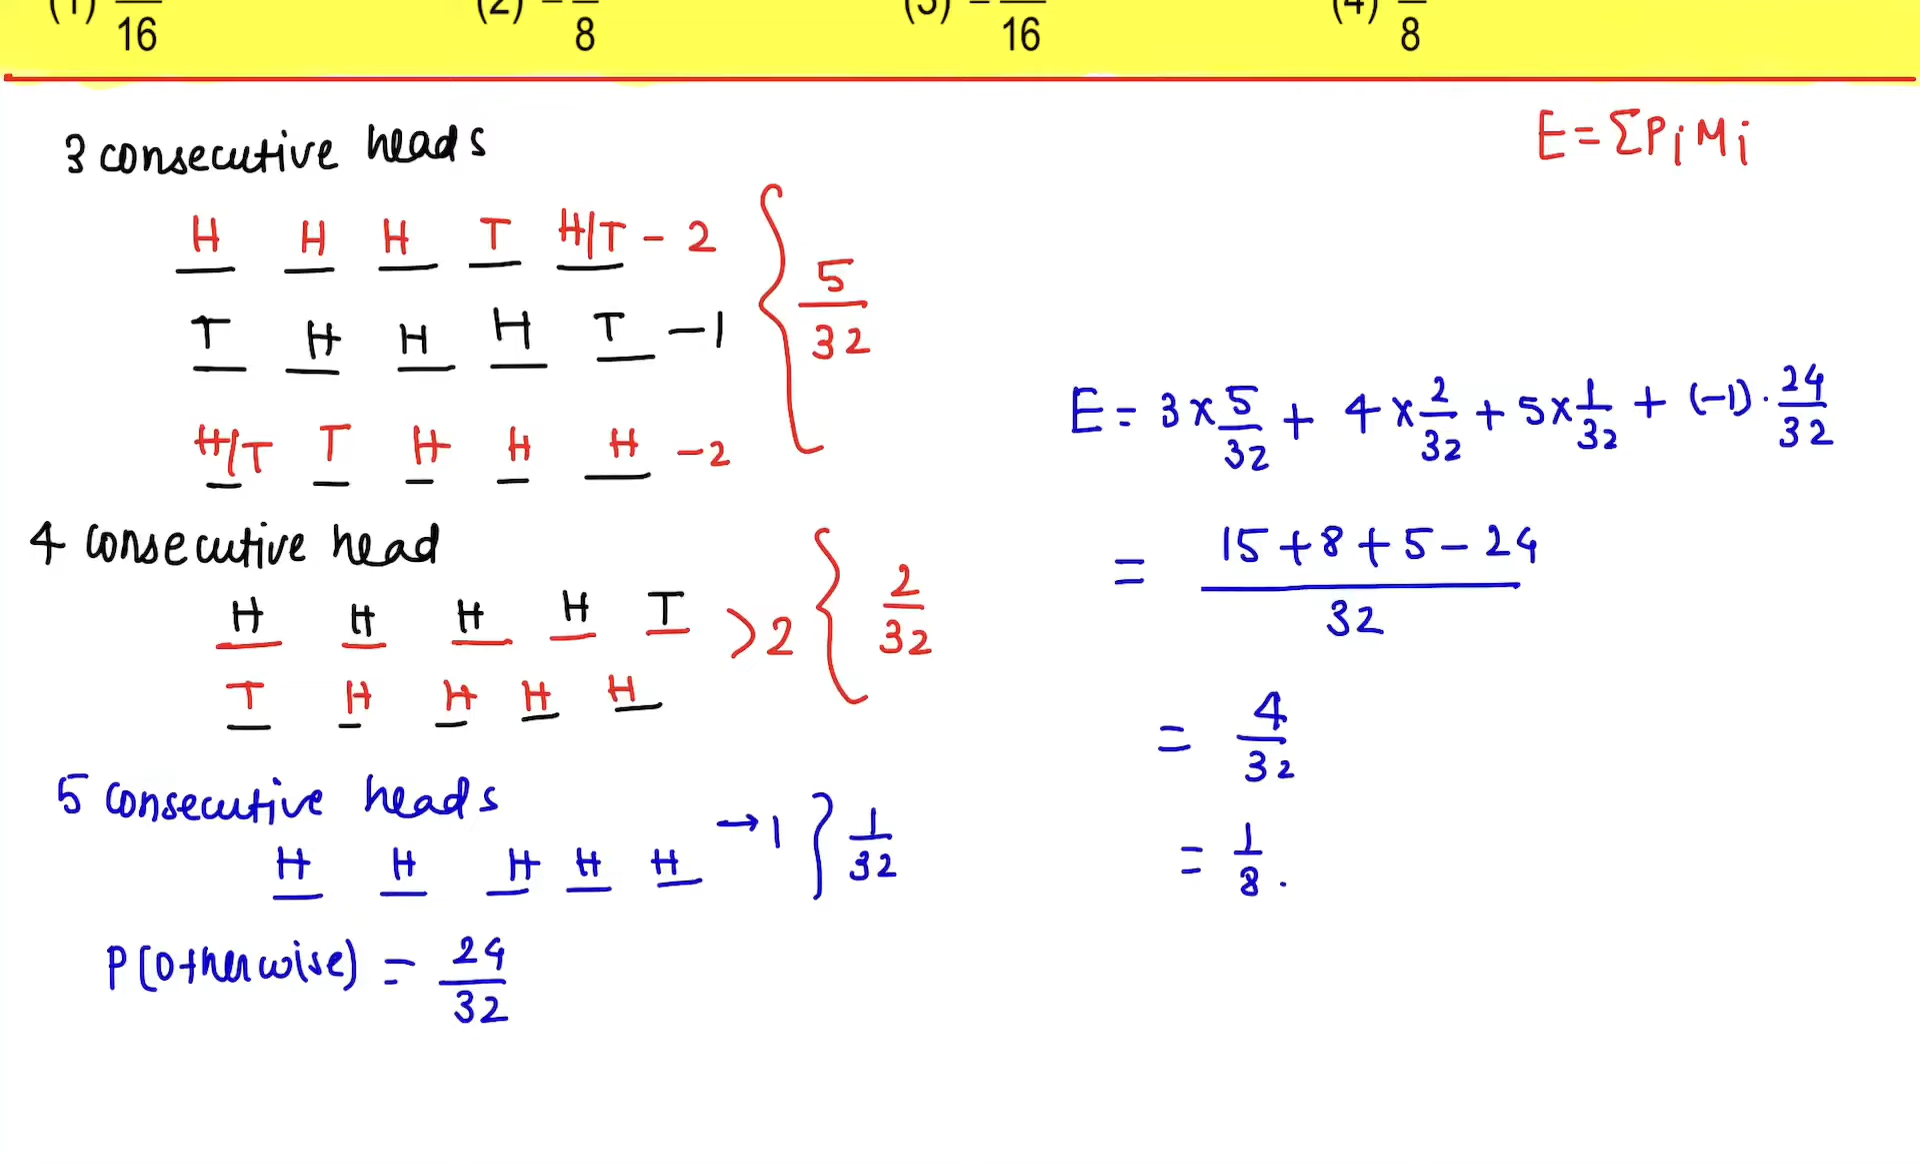 (1) 16 (2) - 8 (3) - 16 (4) 8
3 consecutive heads
E = ΣPiMi
H H H T H/T - 2
T H H H T - 1
H/T T H H H - 2
5/32
4 consecutive head
H H H H T
T H H H H
> 2
2/32
5 consecutive heads
H H H H H → 1
1/32
P(otherwise) = 24/32
E = 3 × 5/32 + 4 × 2/32 + 5 × 1/32 + (-1) · 24/32
= (15 + 8 + 5 - 24)/32
= 4/32
= 1/8.